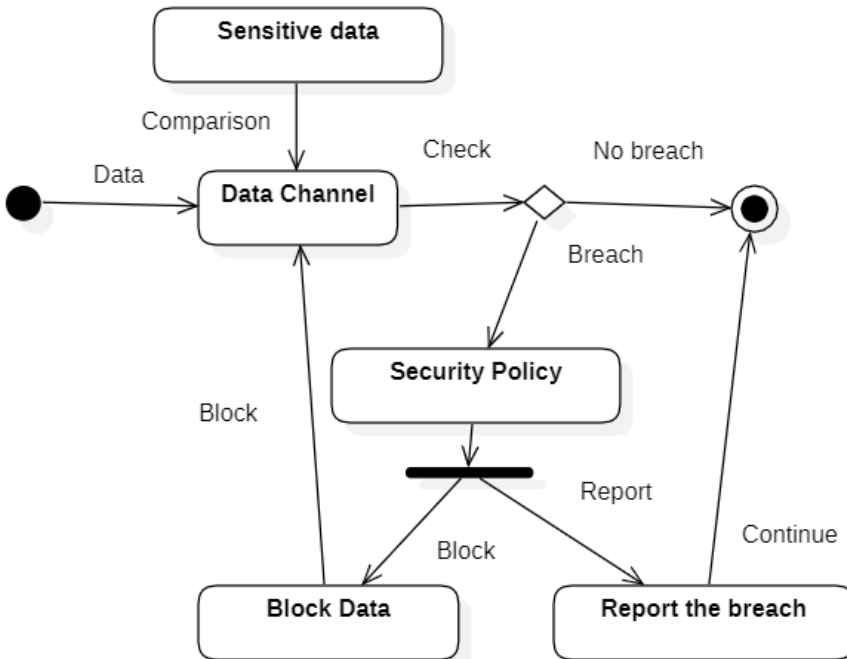 Sensitive data
Comparison
Check
No breach
Data
Data Channel
Breach
Security Policy
Block
Report
Continue
Block
Block Data
Report the breach